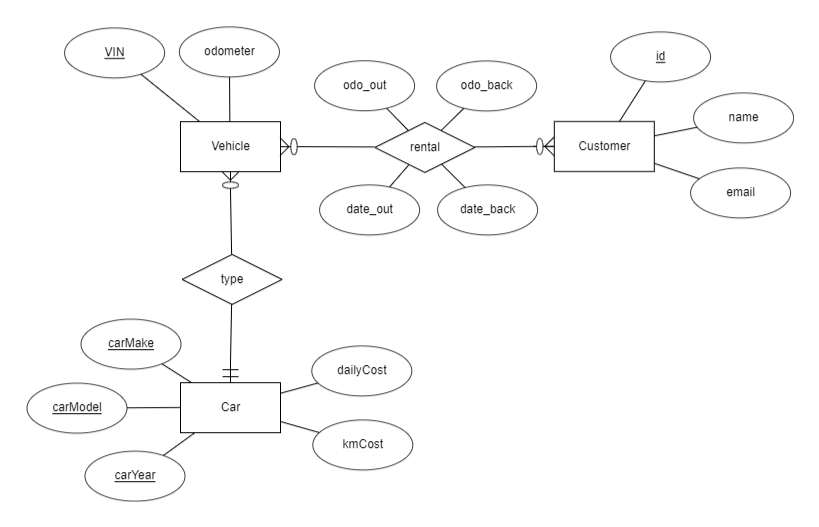 VIN
odometer
id
odo_out
odo_back
name
Vehicle
rental
Customer
email
date_out
date_back
type
carMake
dailyCost
carModel
Car
kmCost
carYear